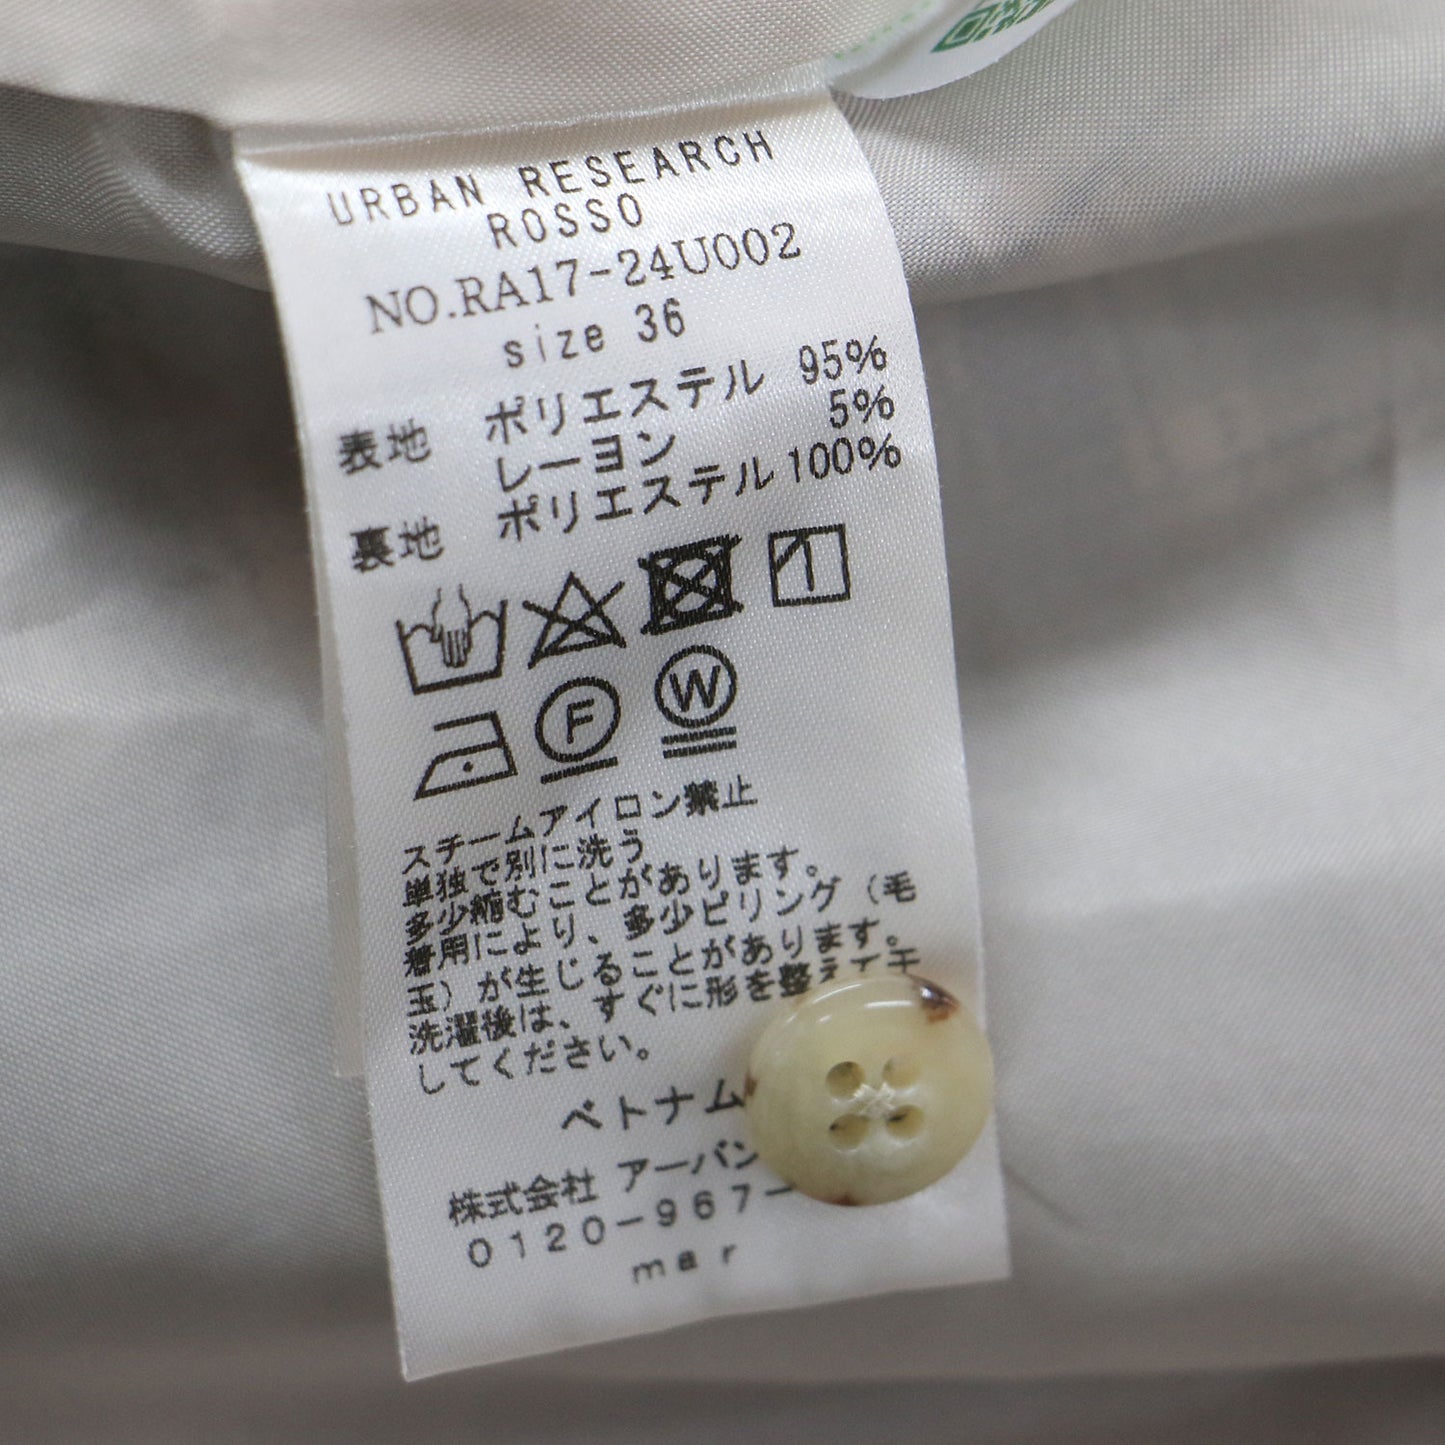 URBAN RESEARCH
ROSSO
NO.RA17-24U002
size 36
表地 ポリエステル 95%
レーヨン 5%
裏地 ポリエステル 100%
F
W
スチームアイロン禁止
単独で別に洗う
多少縮むことがあります。
着用により、多少ピリング（毛
玉）が生じることがあります。
洗濯後は、すぐに形を整え
してください。
ベトナム
株式会社 アーバン
0120-967-
mar